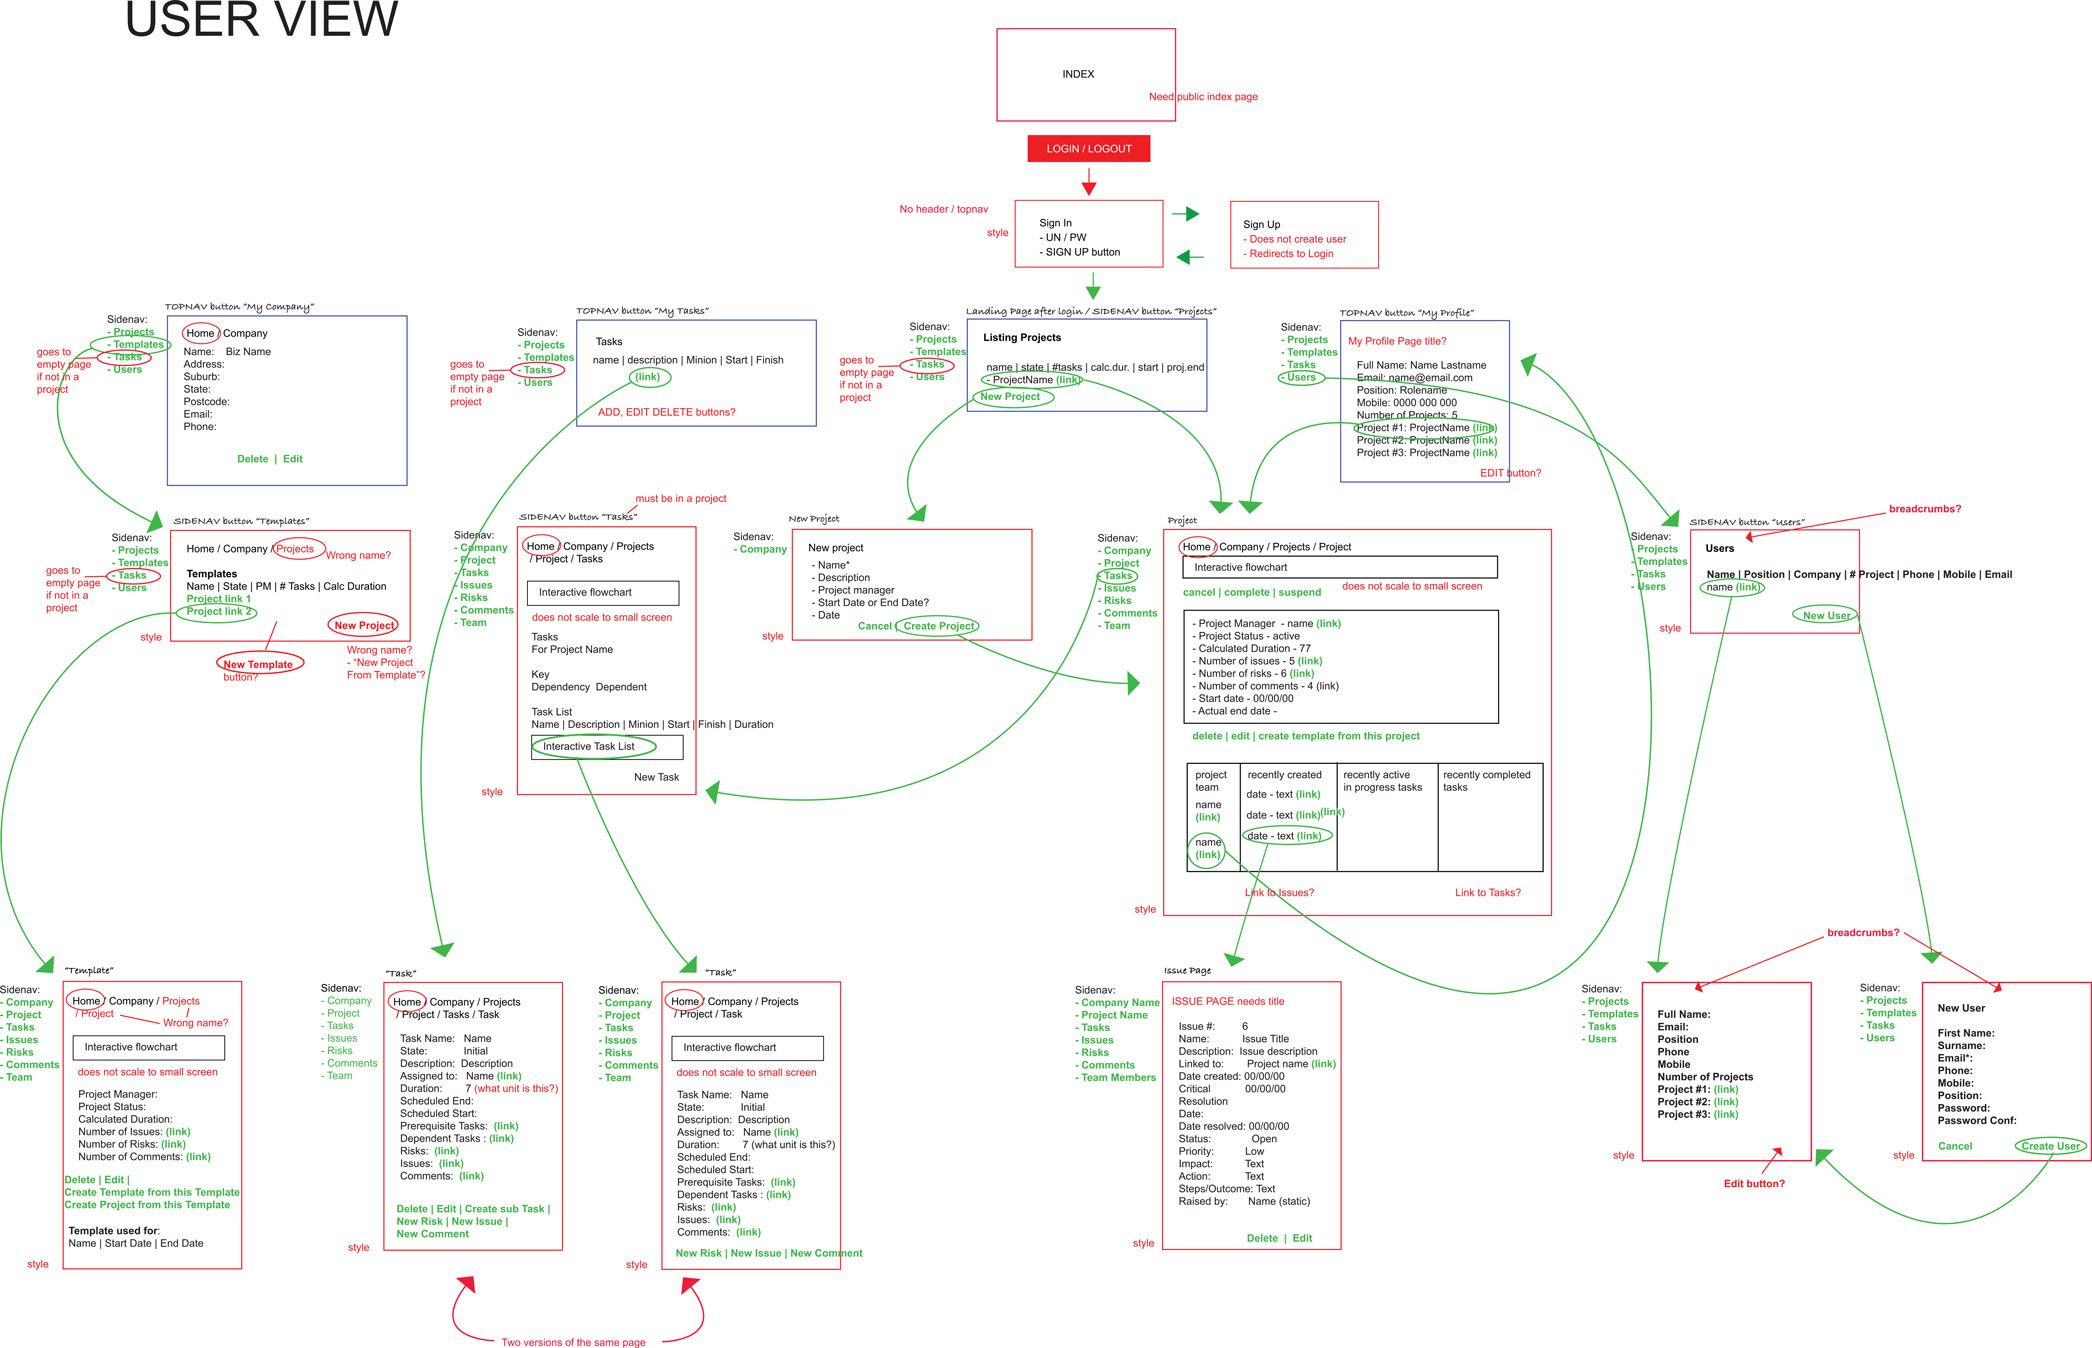 USER VIEW
INDEX
Need public index page
LOGIN / LOGOUT
No header / topnav
style
Sign In
- UN / PW
- SIGN UP button
Sign Up
- Does not create user
- Redirects to Login
TOPNAV button "My Company"
Sidenav:
- Projects
- Templates
- Tasks
- Users
goes to
empty page
if not in a
project
Home / Company
Name: Biz Name
Address:
Suburb:
State:
Postcode:
Email:
Phone:
Delete | Edit
TOPNAV button "My Tasks"
Sidenav:
- Projects
- Templates
- Tasks
- Users
goes to
empty page
if not in a
project
Tasks
name | description | Minion | Start | Finish
(link)
ADD, EDIT DELETE buttons?
Landing Page after login / SIDENAV button "Projects"
Sidenav:
- Projects
- Templates
- Tasks
- Users
goes to
empty page
if not in a
project
Listing Projects
name | state | #tasks | calc.dur. | start | proj.end
- ProjectName (link)
New Project
TOPNAV button "My Profile"
Sidenav:
- Projects
- Templates
- Tasks
- Users
My Profile Page title?
Full Name: Name Lastname
Email: name@email.com
Position: Rolename
Mobile: 0000 000 000
Number of Projects: 5
Project #1: ProjectName (link)
Project #2: ProjectName (link)
Project #3: ProjectName (link)
EDIT button?
SIDENAV button "Templates"
Sidenav:
- Projects
- Templates
- Tasks
- Users
goes to
empty page
if not in a
project
Home / Company / Projects
Wrong name?
Templates
Name | State | PM | # Tasks | Calc Duration
Project link 1
Project link 2
New Project
style
New Template
button?
Wrong name?
- "New Project
From Template"?
must be in a project
SIDENAV button "Tasks"
Sidenav:
- Company
- Project
- Tasks
- Issues
- Risks
- Comments
- Team
Home / Company / Projects
/ Project / Tasks
Interactive flowchart
does not scale to small screen
Tasks
For Project Name
Key
Dependency Dependent
Task List
Name | Description | Minion | Start | Finish | Duration
Interactive Task List
New Task
style
New Project
Sidenav:
- Company
New project
- Name*
- Description
- Project manager
- Start Date or End Date?
- Date
Cancel | Create Project
style
Project
Sidenav:
- Company
- Project
- Tasks
- Issues
- Risks
- Comments
- Team
Home / Company / Projects / Project
Interactive flowchart
does not scale to small screen
cancel | complete | suspend
- Project Manager - name (link)
- Project Status - active
- Calculated Duration - 77
- Number of issues - 5 (link)
- Number of risks - 6 (link)
- Number of comments - 4 (link)
- Start date - 00/00/00
- Actual end date -
delete | edit | create template from this project
project
team
name
(link)
name
(link)
recently created
date - text (link)
date - text (link)(link)
date - text (link)
recently active
in progress tasks
recently completed
tasks
Link to Issues?
Link to Tasks?
style
SIDENAV button "Users"
breadcrumbs?
Sidenav:
- Projects
- Templates
- Tasks
- Users
Users
Name | Position | Company | # Project | Phone | Mobile | Email
name (link)
New User
style
"Template"
Sidenav:
- Company
- Project
- Tasks
- Issues
- Risks
- Comments
- Team
Home / Company / Projects
/ Project
Wrong name?
Interactive flowchart
does not scale to small screen
Project Manager:
Project Status:
Calculated Duration:
Number of Issues: (link)
Number of Risks: (link)
Number of Comments: (link)
Delete | Edit |
Create Template from this Template
Create Project from this Template
Template used for:
Name | Start Date | End Date
style
"Task"
Sidenav:
- Company
- Project
- Tasks
- Issues
- Risks
- Comments
- Team
Home / Company / Projects
/ Project / Tasks / Task
Task Name: Name
State: Initial
Description: Description
Assigned to: Name (link)
Duration: 7 (what unit is this?)
Scheduled End:
Scheduled Start:
Prerequisite Tasks: (link)
Dependent Tasks : (link)
Risks: (link)
Issues: (link)
Comments: (link)
Delete | Edit | Create sub Task |
New Risk | New Issue |
New Comment
style
"Task"
Sidenav:
- Company
- Project
- Tasks
- Issues
- Risks
- Comments
- Team
Home / Company / Projects
/ Project / Task
Interactive flowchart
does not scale to small screen
Task Name: Name
State: Initial
Description: Description
Assigned to: Name (link)
Duration: 7 (what unit is this?)
Scheduled End:
Scheduled Start:
Prerequisite Tasks: (link)
Dependent Tasks : (link)
Risks: (link)
Issues: (link)
Comments: (link)
New Risk | New Issue | New Comment
style
Two versions of the same page
Issue Page
Sidenav:
- Company Name
- Project Name
- Tasks
- Issues
- Risks
- Comments
- Team Members
ISSUE PAGE needs title
Issue #: 6
Name: Issue Title
Description: Issue description
Linked to: Project name (link)
Date created: 00/00/00
Critical 00/00/00
Resolution
Date:
Date resolved: 00/00/00
Status: Open
Priority: Low
Impact: Text
Action: Text
Steps/Outcome: Text
Raised by: Name (static)
Delete | Edit
style
breadcrumbs?
Sidenav:
- Projects
- Templates
- Tasks
- Users
Full Name:
Email:
Position
Phone
Mobile
Number of Projects
Project #1: (link)
Project #2: (link)
Project #3: (link)
style
Edit button?
Sidenav:
- Projects
- Templates
- Tasks
- Users
New User
First Name:
Surname:
Email*:
Phone:
Mobile:
Position:
Password:
Password Conf:
Cancel
Create User
style